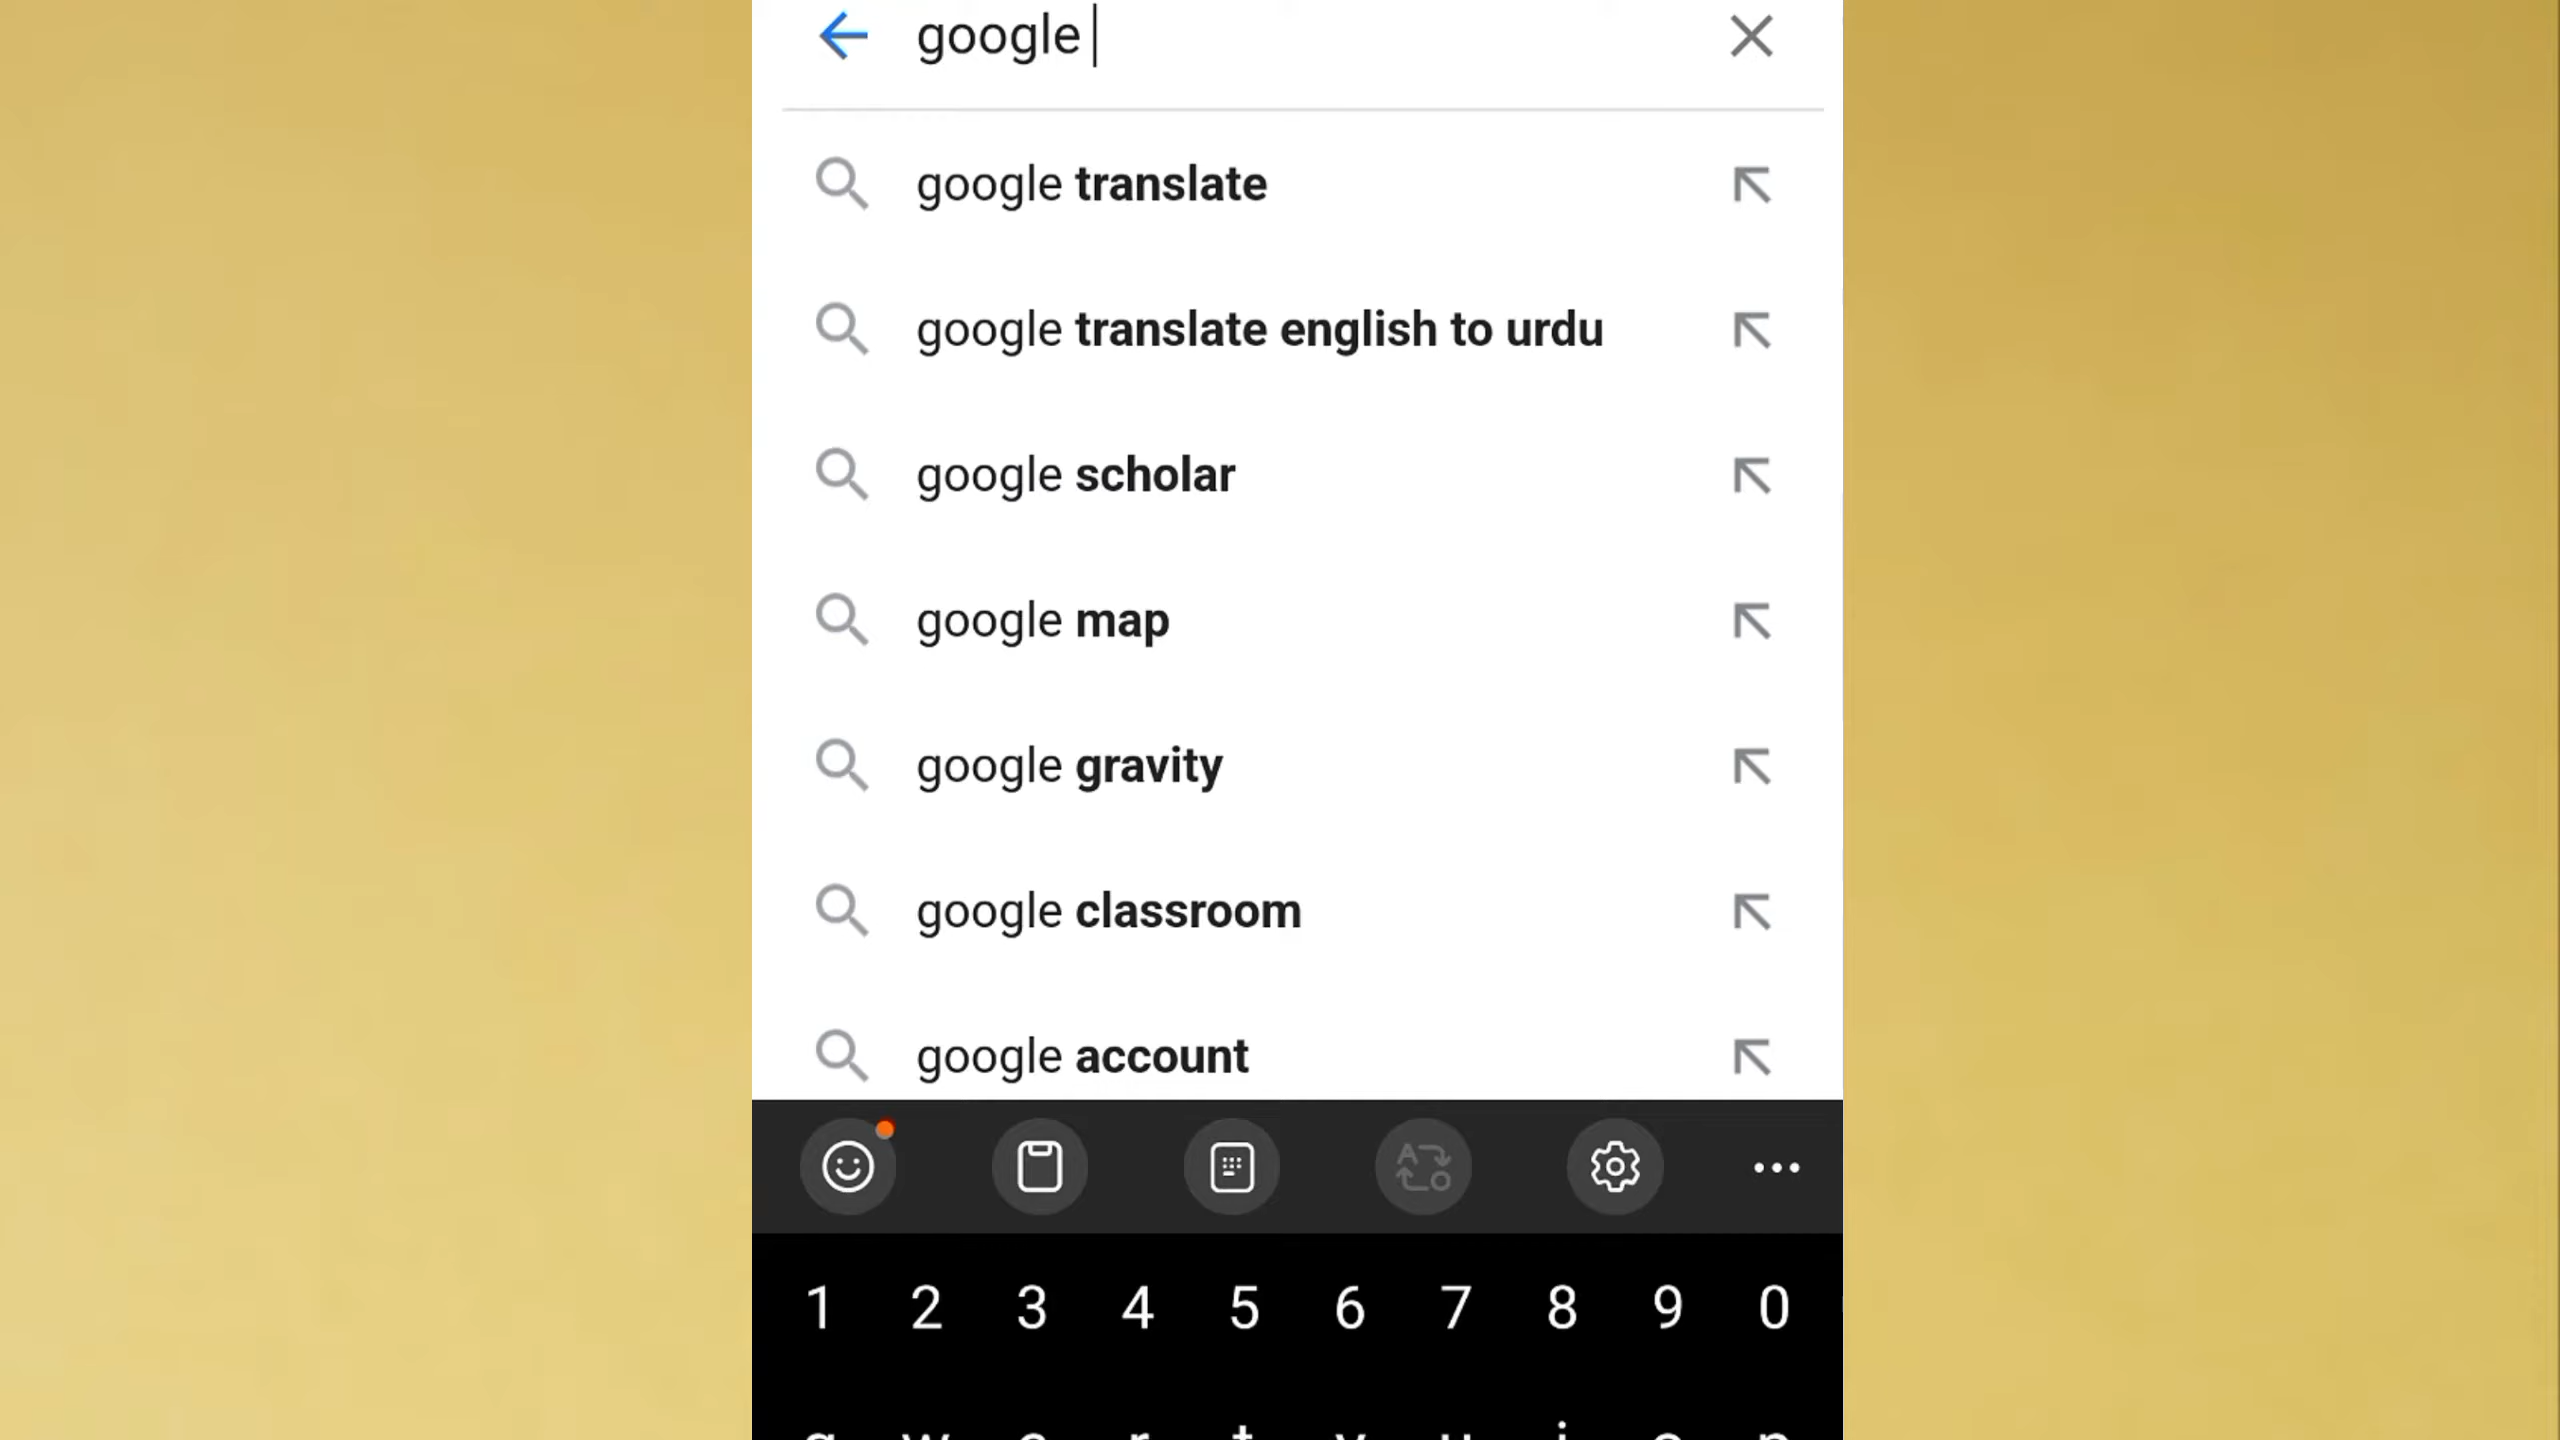 google
google translate
google translate english to urdu
google scholar
google map
google gravity
google classroom
google account
1 2 3 4 5 6 7 8 9 0
q w e r t y u i o p